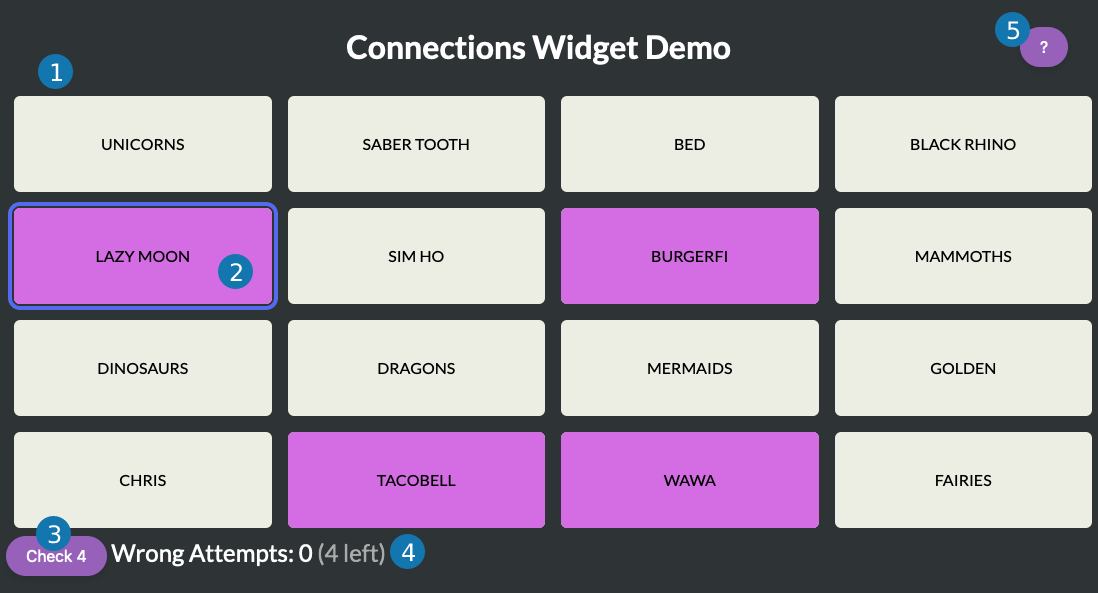 Connections Widget Demo
5
?
1
UNICORNS
SABER TOOTH
BED
BLACK RHINO
LAZY MOON
2
SIM HO
BURGERFI
MAMMOTHS
DINOSAURS
DRAGONS
MERMAIDS
GOLDEN
CHRIS
TACOBELL
WAWA
FAIRIES
3
Check 4
Wrong Attempts: 0 (4 left)
4